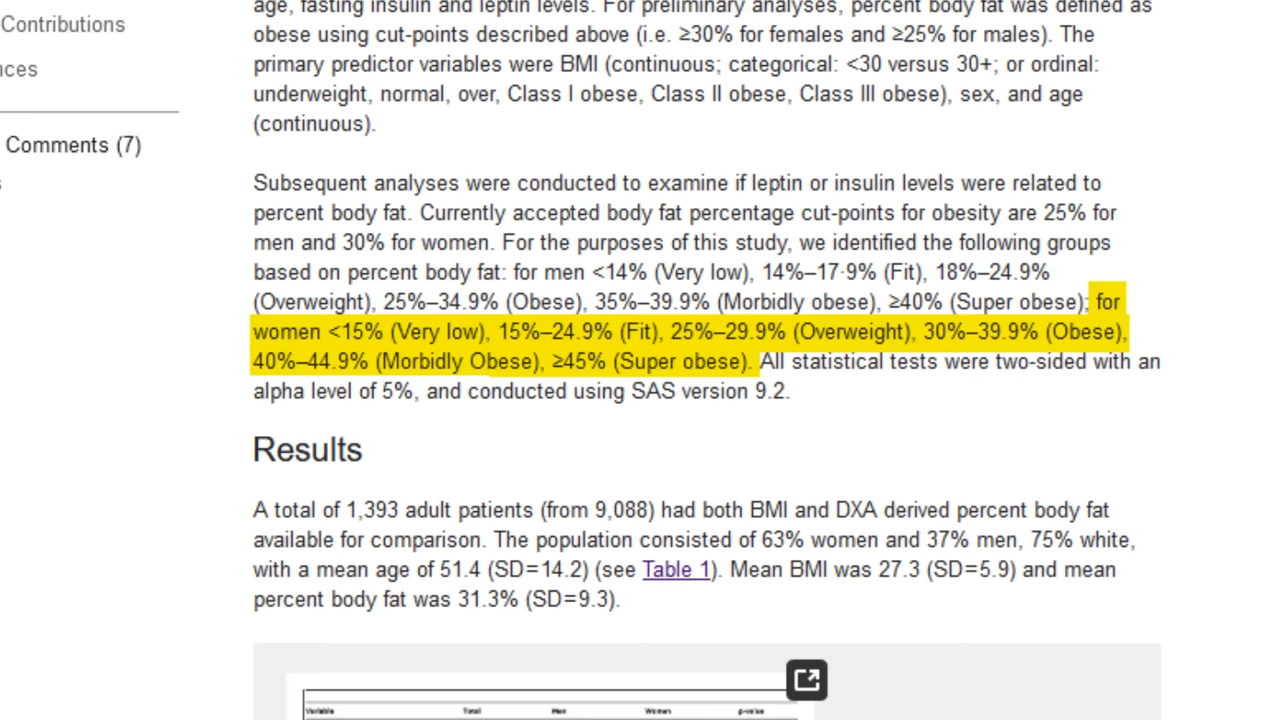 Contributions
nces
Comments (7)
s
age, fasting insulin and leptin levels. For preliminary analyses, percent body fat was defined as
obese using cut-points described above (i.e. ≥30% for females and ≥25% for males). The
primary predictor variables were BMI (continuous; categorical: <30 versus 30+; or ordinal:
underweight, normal, over, Class I obese, Class II obese, Class III obese), sex, and age
(continuous).
Subsequent analyses were conducted to examine if leptin or insulin levels were related to
percent body fat. Currently accepted body fat percentage cut-points for obesity are 25% for
men and 30% for women. For the purposes of this study, we identified the following groups
based on percent body fat: for men <14% (Very low), 14%–17·9% (Fit), 18%–24.9%
(Overweight), 25%–34.9% (Obese), 35%–39.9% (Morbidly obese), ≥40% (Super obese); for
women <15% (Very low), 15%–24.9% (Fit), 25%–29.9% (Overweight), 30%–39.9% (Obese),
40%–44.9% (Morbidly Obese), ≥45% (Super obese). All statistical tests were two-sided with an
alpha level of 5%, and conducted using SAS version 9.2.
Results
A total of 1,393 adult patients (from 9,088) had both BMI and DXA derived percent body fat
available for comparison. The population consisted of 63% women and 37% men, 75% white,
with a mean age of 51.4 (SD=14.2) (see Table 1). Mean BMI was 27.3 (SD=5.9) and mean
percent body fat was 31.3% (SD=9.3).
Variable Total Men Women p-value